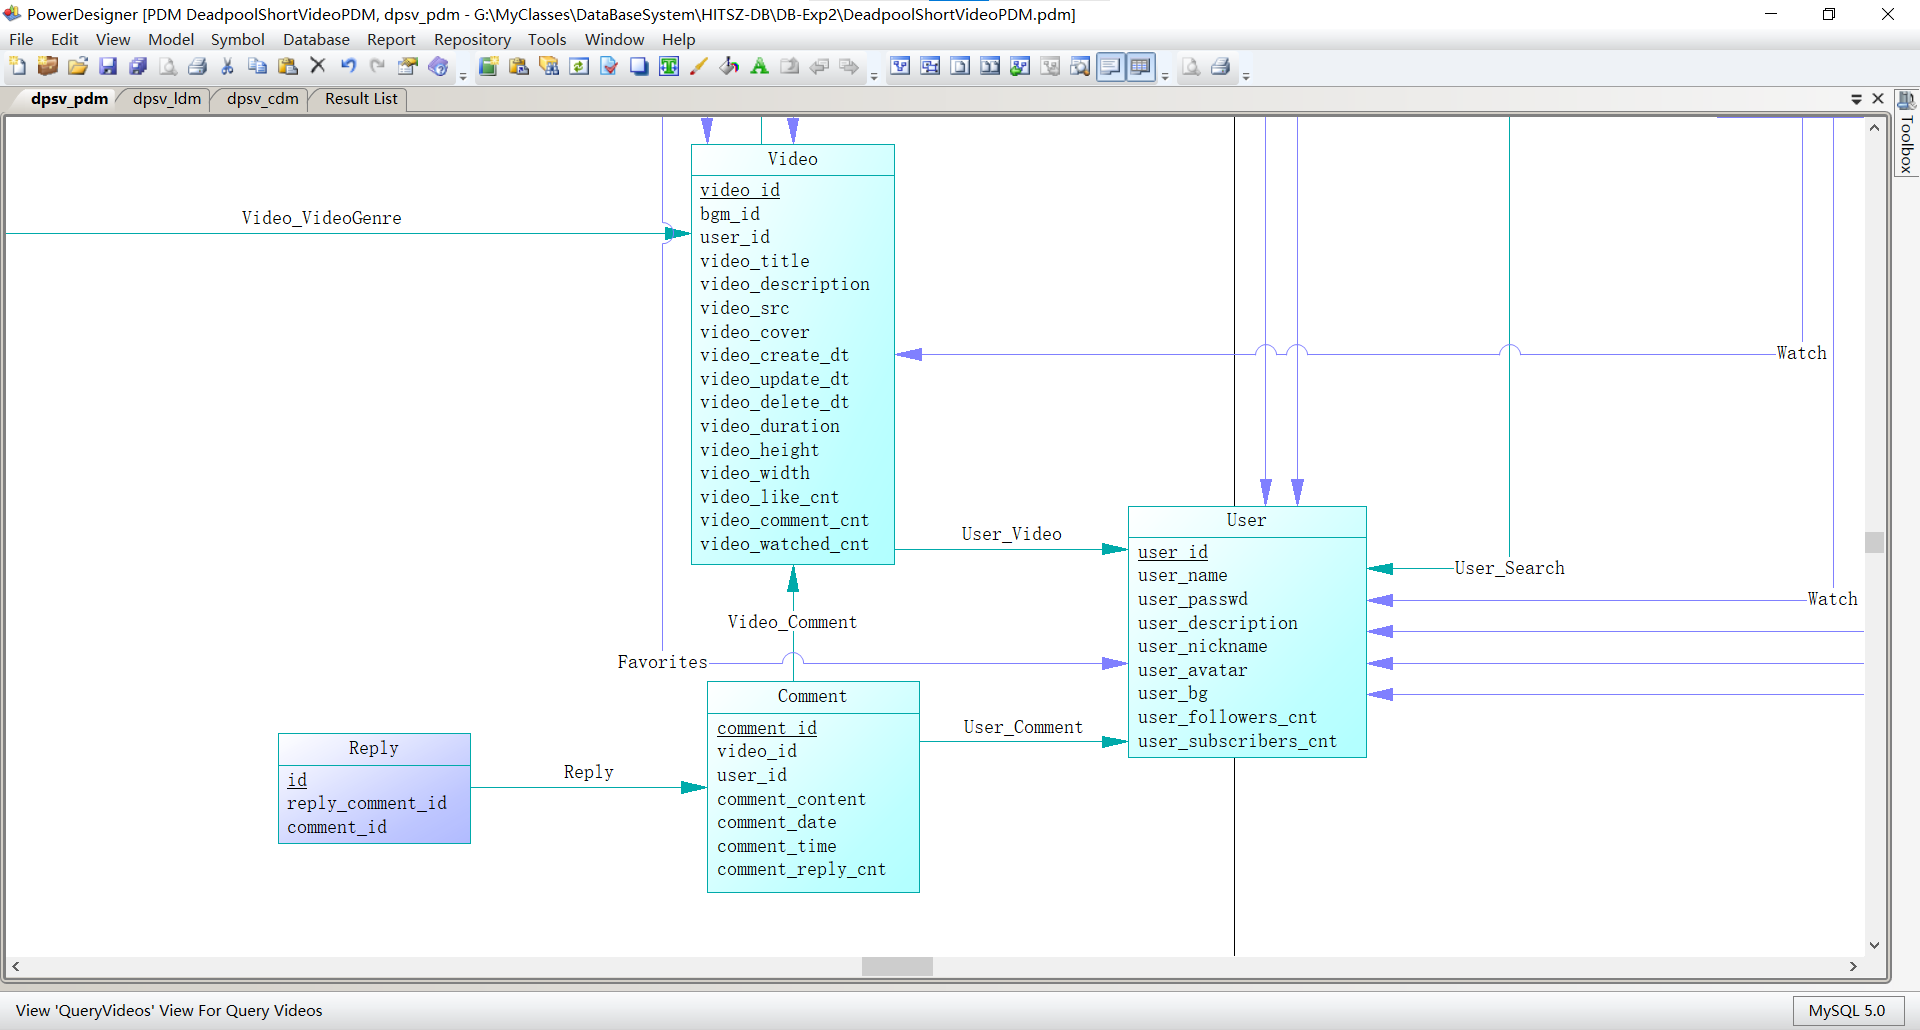 PowerDesigner [PDM DeadpoolShortVideoPDM, dpsv_pdm - G:\MyClasses\DataBaseSystem\HITSZ-DB\DB-Exp2\DeadpoolShortVideoPDM.pdm]
File Edit View Model Symbol Database Report Repository Tools Window Help
dpsv_pdm dpsv_ldm dpsv_cdm Result List
Toolbox
Video_VideoGenre
Video
video_id
bgm_id
user_id
video_title
video_description
video_src
video_cover
video_create_dt
video_update_dt
video_delete_dt
video_duration
video_height
video_width
video_like_cnt
video_comment_cnt
video_watched_cnt
Watch
User_Video
User
user_id
user_name
user_passwd
user_description
user_nickname
user_avatar
user_bg
user_followers_cnt
user_subscribers_cnt
User_Search
Watch
Video_Comment
Favorites
Comment
comment_id
video_id
user_id
comment_content
comment_date
comment_time
comment_reply_cnt
User_Comment
Reply
id
reply_comment_id
comment_id
Reply
View 'QueryVideos' View For Query Videos
MySQL 5.0